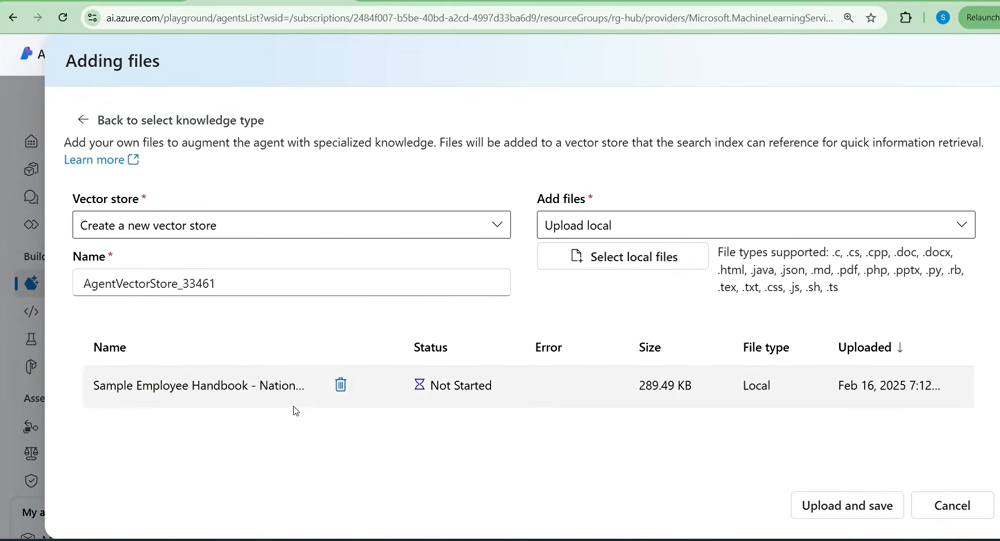 ai.azure.com/playground/agentsList?wsid=/subscriptions/2484f007-b5be-40bd-a2cd-4997d33ba6d9/resourceGroups/rg-hub/providers/Microsoft.MachineLearningServi...
S
Relaunch
A
Adding files
Back to select knowledge type
Add your own files to augment the agent with specialized knowledge. Files will be added to a vector store that the search index can reference for quick information retrieval.
Learn more
Vector store *
Add files *
Create a new vector store
Upload local
Name *
Select local files
File types supported: .c, .cs, .cpp, .doc, .docx,
.html, .java, .json, .md, .pdf, .php, .pptx, .py, .rb,
.tex, .txt, .css, .js, .sh, .ts
AgentVectorStore_33461
Name Status Error Size File type Uploaded ↓
Sample Employee Handbook - Nation... Not Started 289.49 KB Local Feb 16, 2025 7:12...
Upload and save
Cancel
Build
Asse
My a